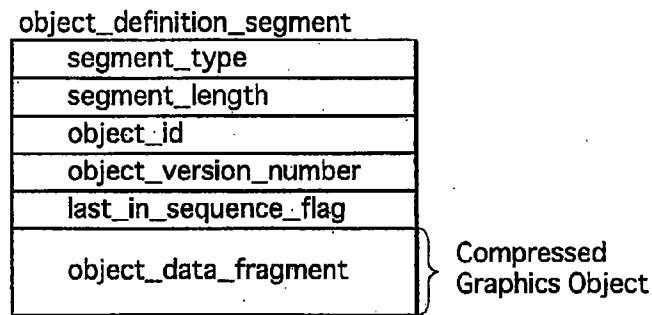 object_definition_segment
segment_type
segment_length
object_id
object_version_number
last_in_sequence_flag
object_data_fragment
Compressed
Graphics Object